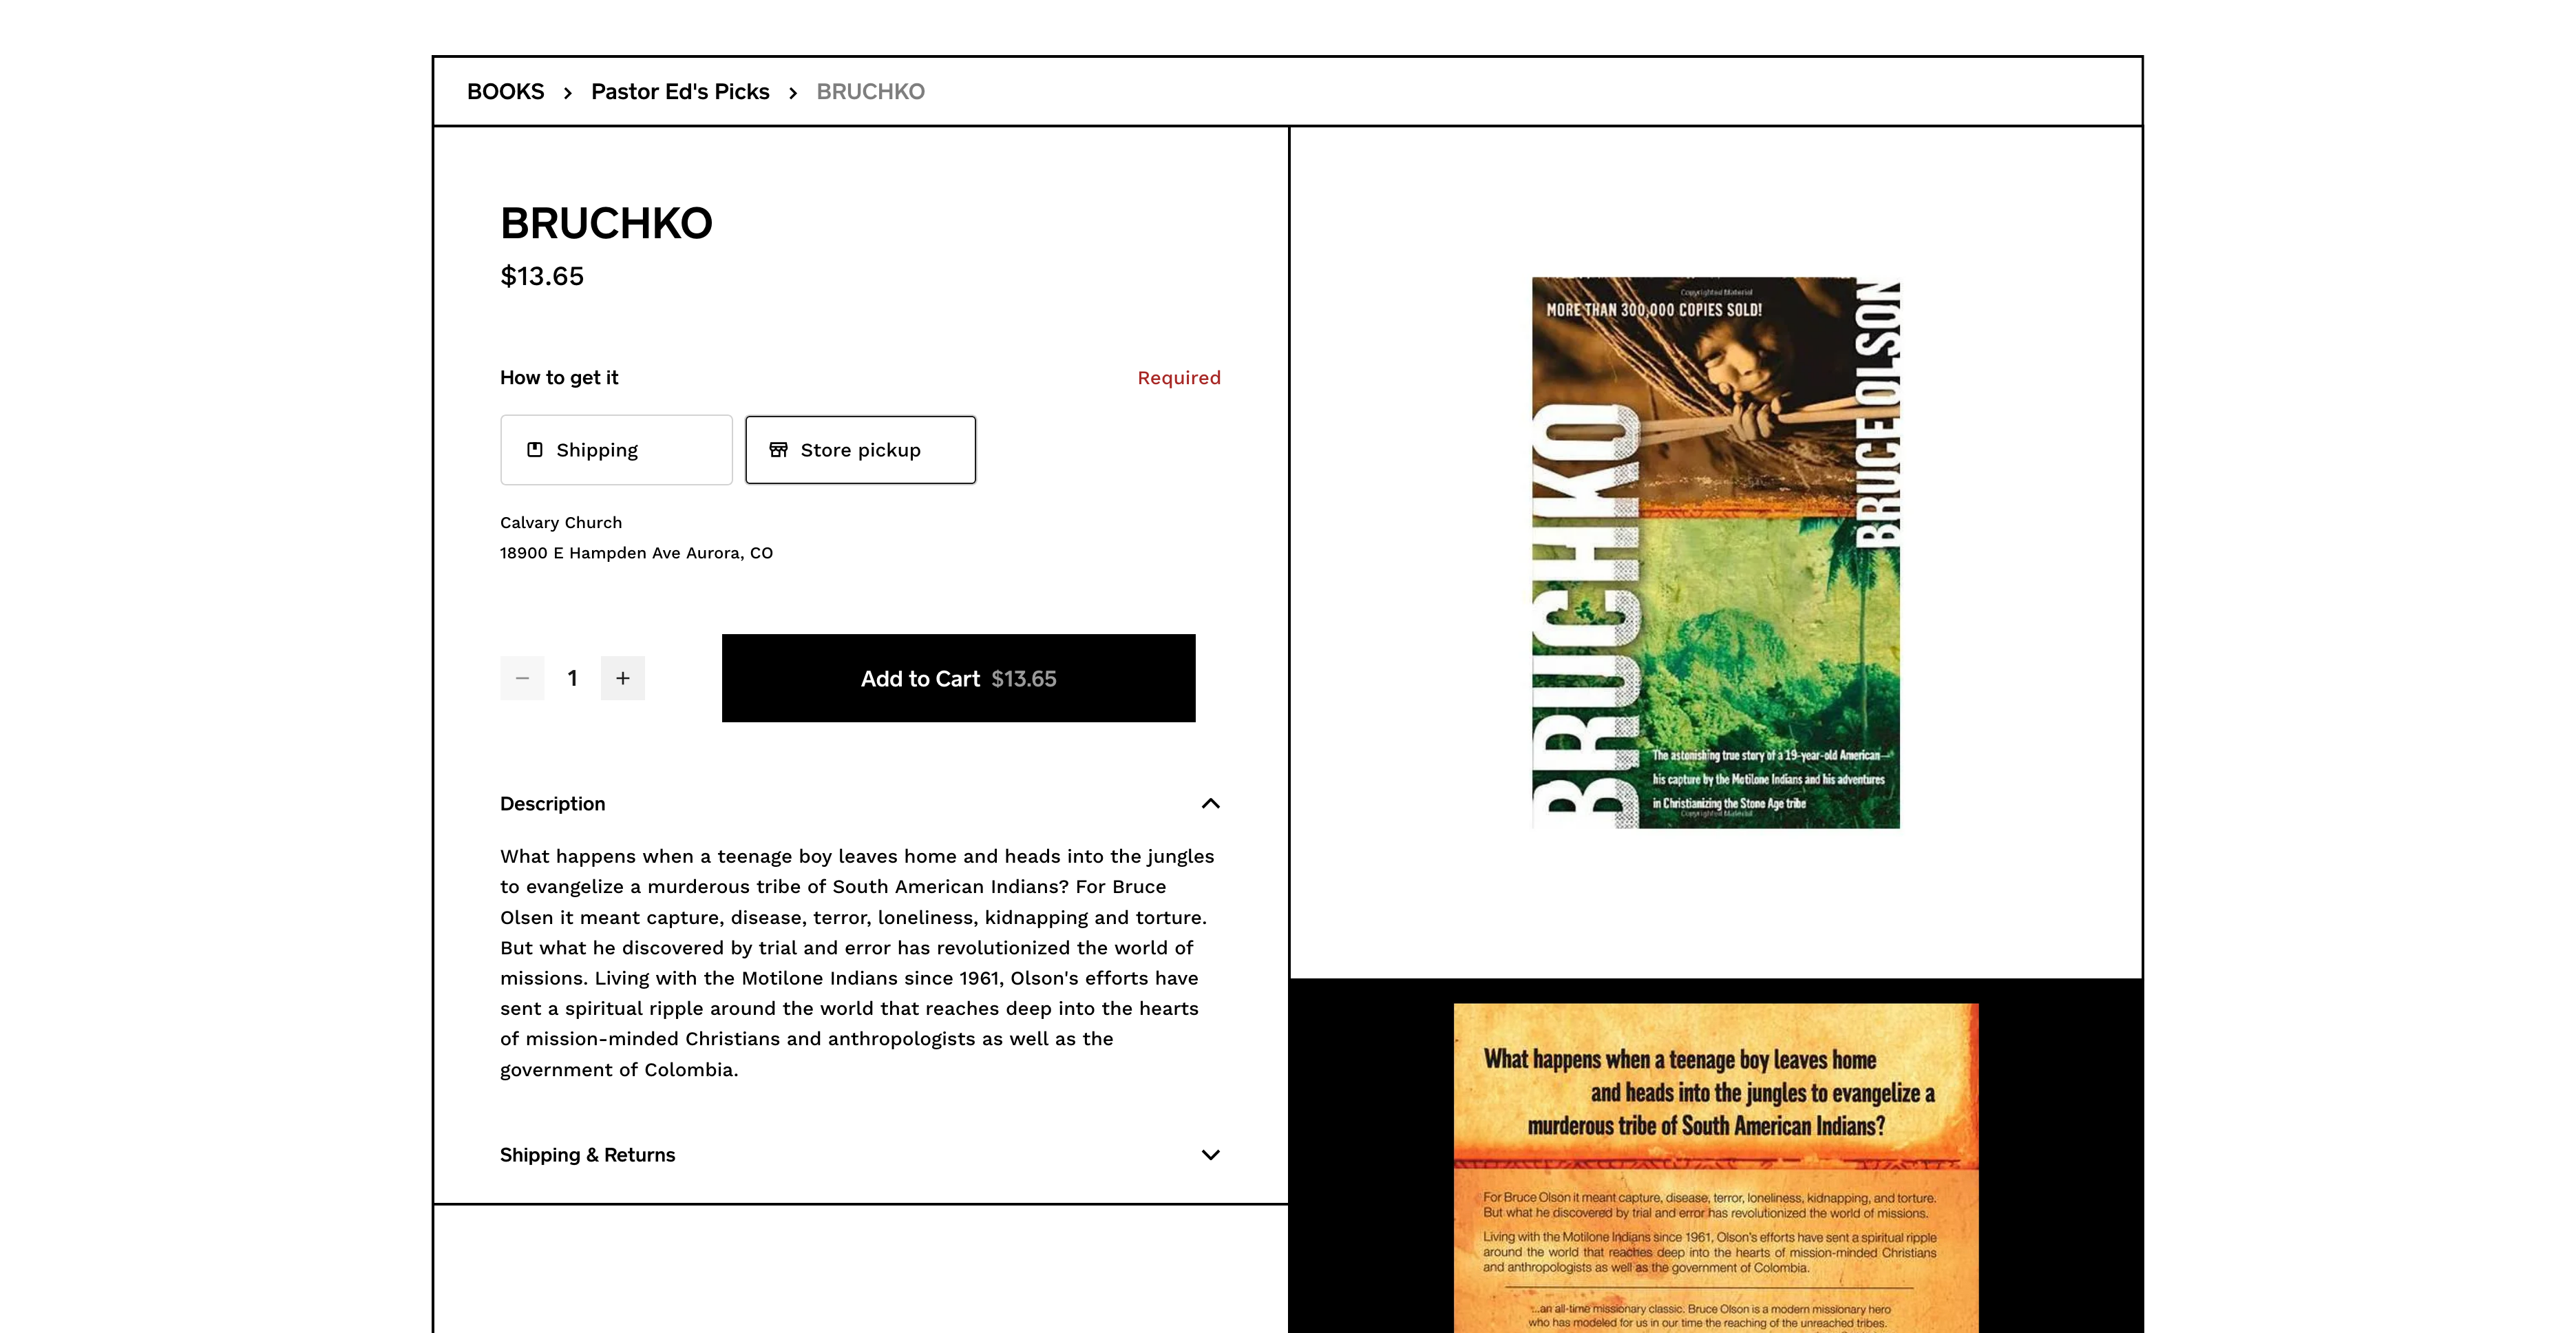 BOOKS > Pastor Ed's Picks > BRUCHKO
BRUCHKO
$13.65
How to get it
Required
Shipping
Store pickup
Calvary Church
18900 E Hampden Ave Aurora, CO
1
Add to Cart $13.65
Description
What happens when a teenage boy leaves home and heads into the jungles
to evangelize a murderous tribe of South American Indians? For Bruce
Olsen it meant capture, disease, terror, loneliness, kidnapping and torture.
But what he discovered by trial and error has revolutionized the world of
missions. Living with the Motilone Indians since 1961, Olson's efforts have
sent a spiritual ripple around the world that reaches deep into the hearts
of mission-minded Christians and anthropologists as well as the
government of Colombia.
Shipping & Returns
Copyrighted Material
MORE THAN 300,000 COPIES SOLD!
BRUCE OLSON
BRUCHKO
The astonishing true story of a 19-year-old American—
his capture by the Motilone Indians and his adventures
in Christianizing the Stone Age tribe
Copyrighted Material
What happens when a teenage boy leaves home
and heads into the jungles to evangelize a
murderous tribe of South American Indians?
For Bruce Olson it meant capture, disease, terror, loneliness, kidnapping, and torture.
But what he discovered by trial and error has revolutionized the world of missions.
Living with the Motilone Indians since 1961, Olson's efforts have sent a spiritual ripple
around the world that reaches deep into the hearts of mission-minded Christians
and anthropologists as well as the government of Colombia.
...an all-time missionary classic. Bruce Olson is a modern missionary hero
who has modeled for us in our time the reaching of the unreached tribes.